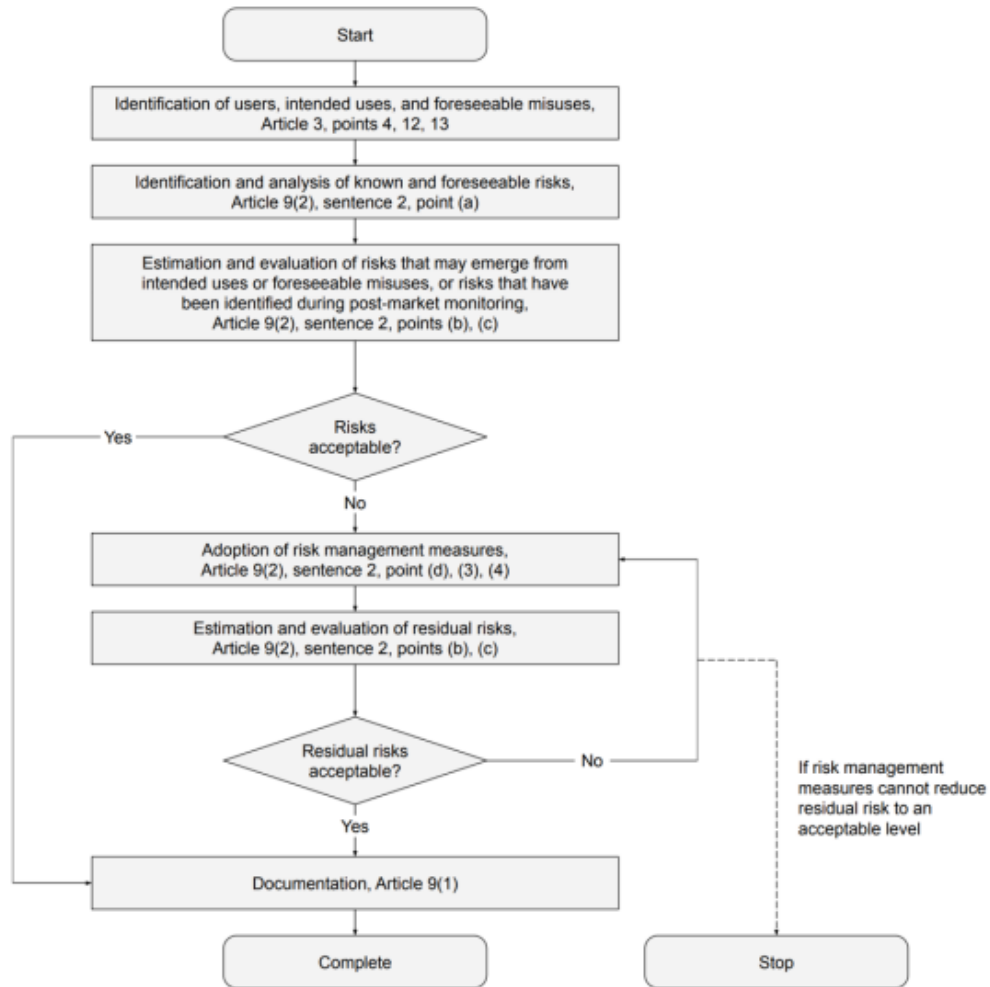 Start
Identification of users, intended uses, and foreseeable misuses,
Article 3, points 4, 12, 13
Identification and analysis of known and foreseeable risks,
Article 9(2), sentence 2, point (a)
Estimation and evaluation of risks that may emerge from
intended uses or foreseeable misuses, or risks that have
been identified during post-market monitoring,
Article 9(2), sentence 2, points (b), (c)
Risks
acceptable?
Yes
No
Adoption of risk management measures,
Article 9(2), sentence 2, point (d), (3), (4)
Estimation and evaluation of residual risks,
Article 9(2), sentence 2, points (b), (c)
Residual risks
acceptable?
No
If risk management
measures cannot reduce
residual risk to an
acceptable level
Yes
Documentation, Article 9(1)
Complete
Stop